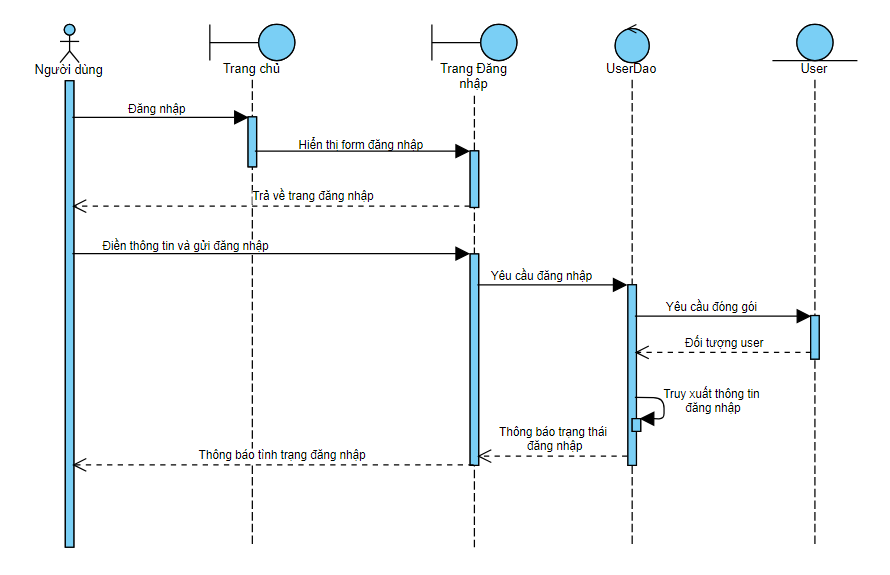 Người dùng
Trang chủ
Trang Đăng
nhập
UserDao
User
Đăng nhập
Hiển thi form đăng nhập
Trả về trang đăng nhập
Điền thông tin và gửi đăng nhập
Yêu cầu đăng nhập
Yêu cầu đóng gói
Đối tượng user
Truy xuất thông tin
đăng nhập
Thông báo trạng thái
đăng nhập
Thông báo tình trạng đăng nhập